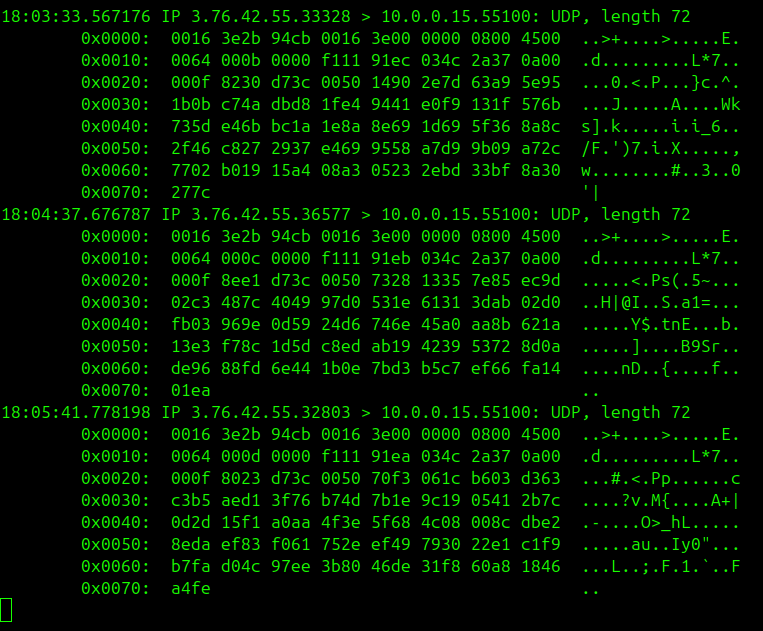 18:03:33.567176 IP 3.76.42.55.33328 > 10.0.0.15.55100: UDP, length 72
0x0000:  0016 3e2b 94cb 0016 3e00 0000 0800 4500  ..>+....>.....E.
0x0010:  0064 000b 0000 f111 91ec 034c 2a37 0a00  .d.........L*7..
0x0020:  000f 8230 d73c 0050 1490 2e7d 63a9 5e95  ...0.<.P...}c.^.
0x0030:  1b0b c74a dbd8 1fe4 9441 e0f9 131f 576b  ...J.....A....Wk
0x0040:  735d e46b bc1a 1e8a 8e69 1d69 5f36 8a8c  s].k.....i.i_6..
0x0050:  2f46 c827 2937 e469 9558 a7d9 9b09 a72c  /F.')7.i.X.....,
0x0060:  7702 b019 15a4 08a3 0523 2ebd 33bf 8a30  w........#..3..0
0x0070:  277c                                     '|
18:04:37.676787 IP 3.76.42.55.36577 > 10.0.0.15.55100: UDP, length 72
0x0000:  0016 3e2b 94cb 0016 3e00 0000 0800 4500  ..>+....>.....E.
0x0010:  0064 000c 0000 f111 91eb 034c 2a37 0a00  .d.........L*7..
0x0020:  000f 8ee1 d73c 0050 7328 1335 7e85 ec9d  .....<.Ps(.5~...
0x0030:  02c3 487c 4049 97d0 531e 6131 3dab 02d0  ..H|@I..S.a1=...
0x0040:  fb03 969e 0d59 24d6 746e 45a0 aa8b 621a  .....Y$.tnE...b.
0x0050:  13e3 f78c 1d5d c8ed ab19 4239 5372 8d0a  .....]....B9Sr..
0x0060:  de96 88fd 6e44 1b0e 7bd3 b5c7 ef66 fa14  ....nD..{....f..
0x0070:  01ea                                     ..
18:05:41.778198 IP 3.76.42.55.32803 > 10.0.0.15.55100: UDP, length 72
0x0000:  0016 3e2b 94cb 0016 3e00 0000 0800 4500  ..>+....>.....E.
0x0010:  0064 000d 0000 f111 91ea 034c 2a37 0a00  .d.........L*7..
0x0020:  000f 8023 d73c 0050 70f3 061c b603 d363  ...#.<.Pp......c
0x0030:  c3b5 aed1 3f76 b74d 7b1e 9c19 0541 2b7c  ....?v.M{....A+|
0x0040:  0d2d 15f1 a0aa 4f3e 5f68 4c08 008c dbe2  .-....O>_hL.....
0x0050:  8eda ef83 f061 752e ef49 7930 22e1 c1f9  .....au..Iy0"...
0x0060:  b7fa d04c 97ee 3b80 46de 31f8 60a8 1846  ...L..;.F.1.`..F
0x0070:  a4fe                                     ..